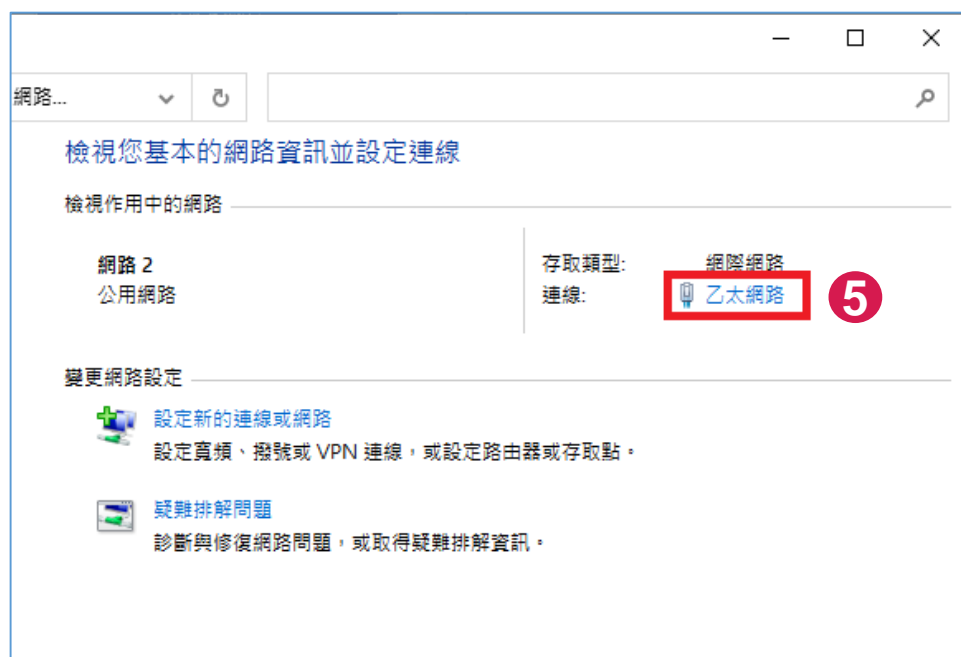 網路...
檢視您基本的網路資訊並設定連線
檢視作用中的網路
網路 2
公用網路
存取類型: 網際網路
連線: 乙太網路
5
變更網路設定
設定新的連線或網路
設定寬頻、撥號或 VPN 連線，或設定路由器或存取點。
疑難排解問題
診斷與修復網路問題，或取得疑難排解資訊。